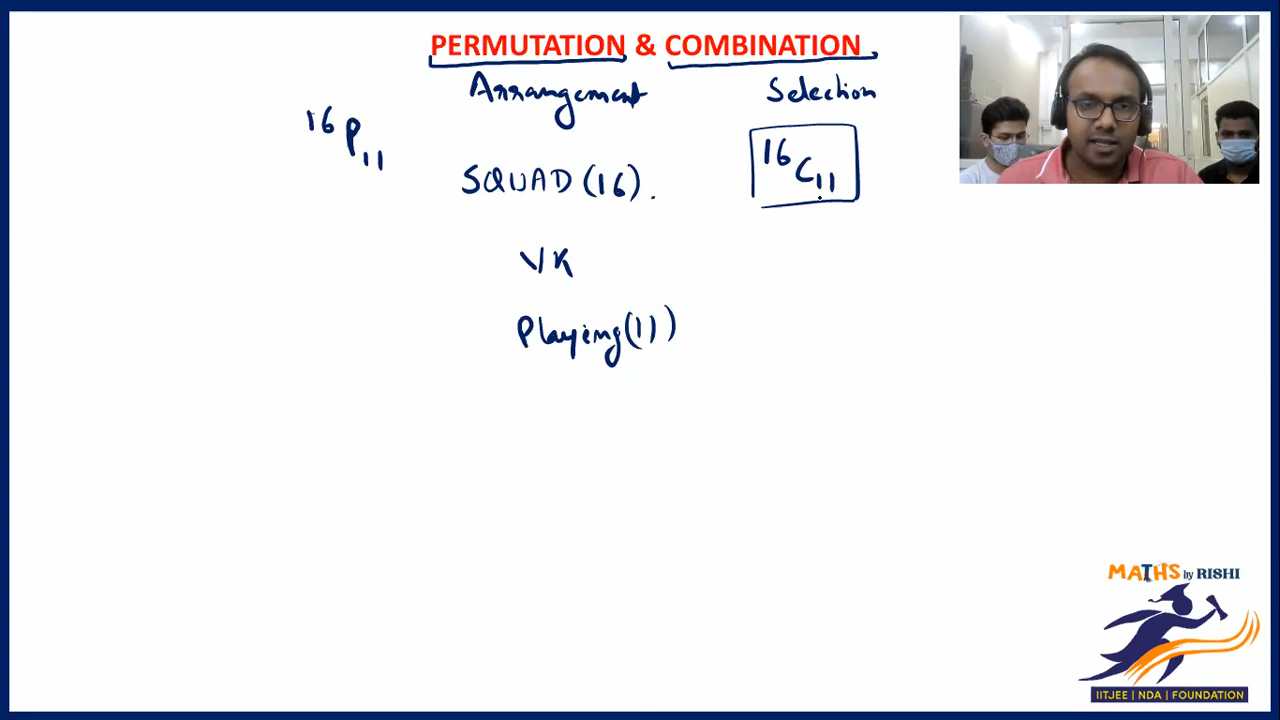 PERMUTATION & COMBINATION
Arrangement
Selection
16P11
16C11
SQUAD (16).
VK
Playing (11)
MATHS by RISHI
IITJEE | NDA | FOUNDATION